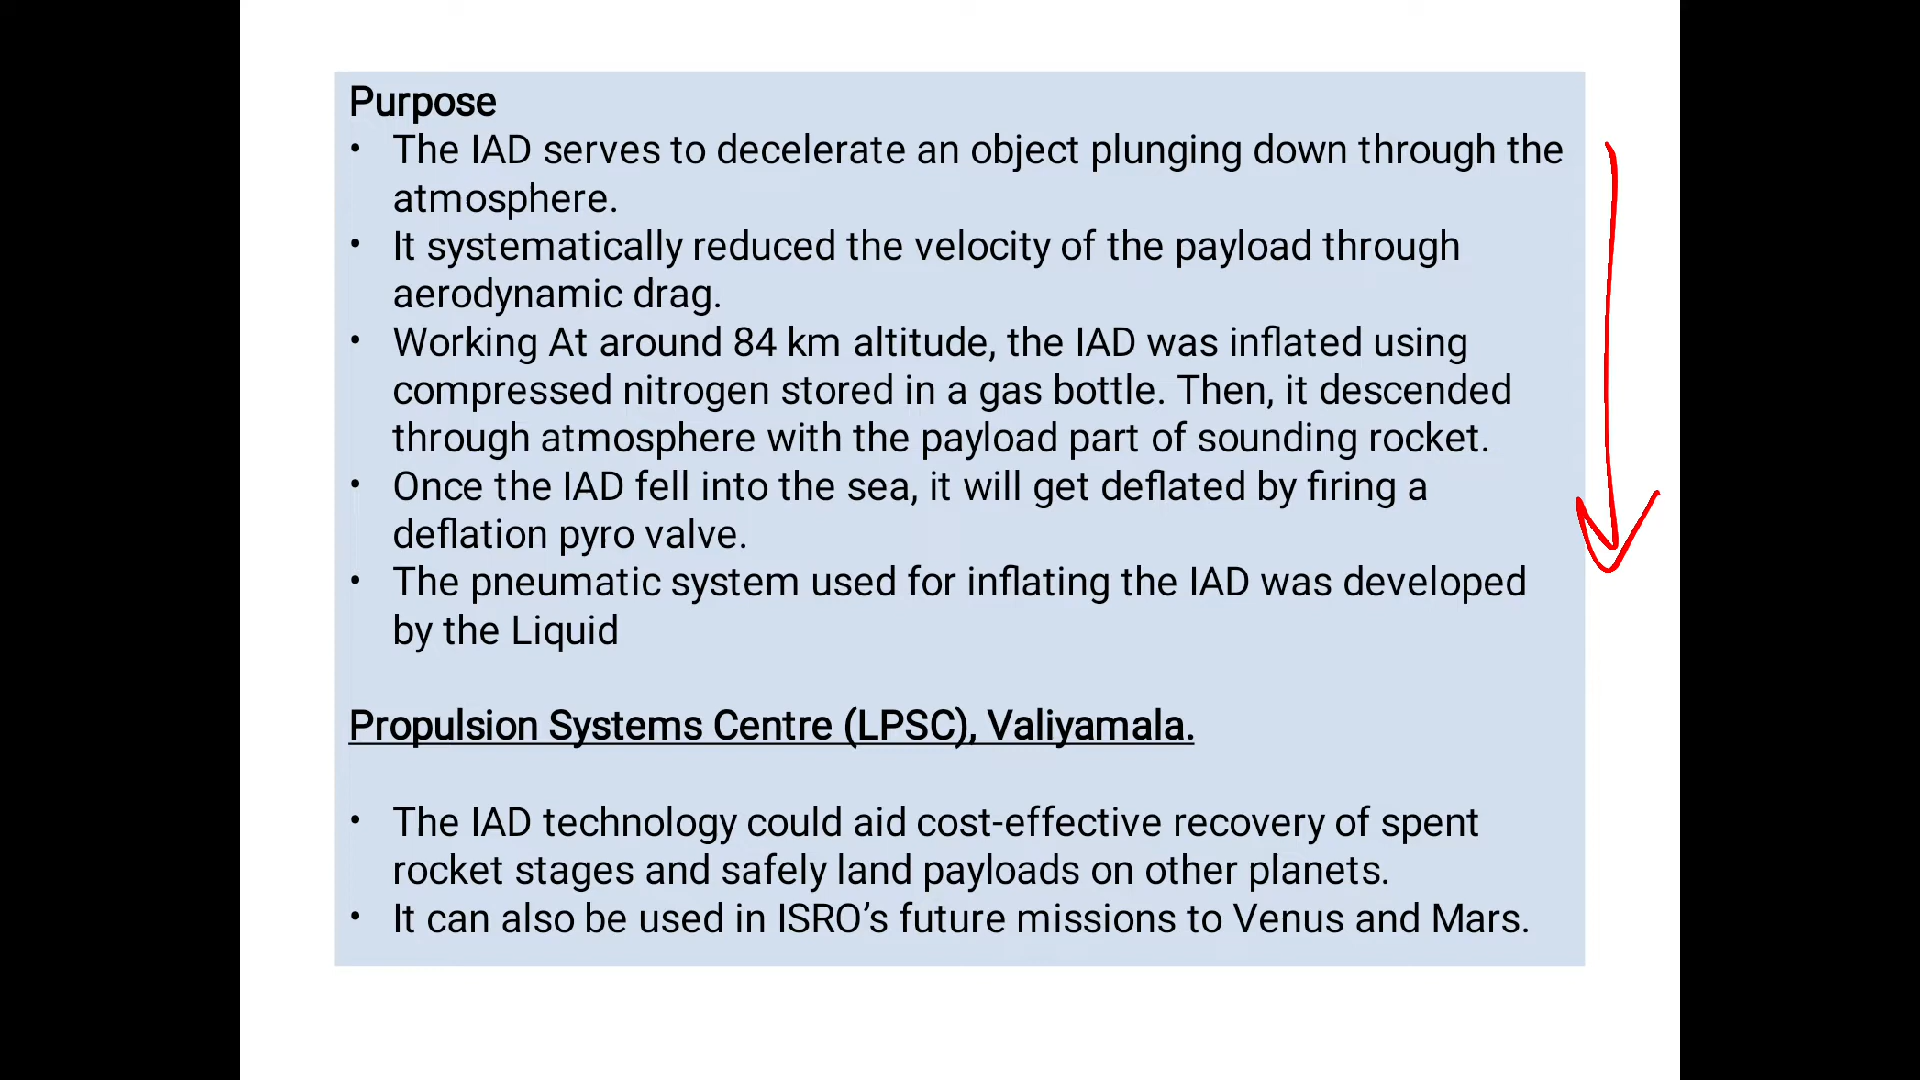 Purpose
• The IAD serves to decelerate an object plunging down through the
atmosphere.
• It systematically reduced the velocity of the payload through
aerodynamic drag.
• Working At around 84 km altitude, the IAD was inflated using
compressed nitrogen stored in a gas bottle. Then, it descended
through atmosphere with the payload part of sounding rocket.
• Once the IAD fell into the sea, it will get deflated by firing a
deflation pyro valve.
• The pneumatic system used for inflating the IAD was developed
by the Liquid
Propulsion Systems Centre (LPSC), Valiyamala.
• The IAD technology could aid cost-effective recovery of spent
rocket stages and safely land payloads on other planets.
• It can also be used in ISRO’s future missions to Venus and Mars.